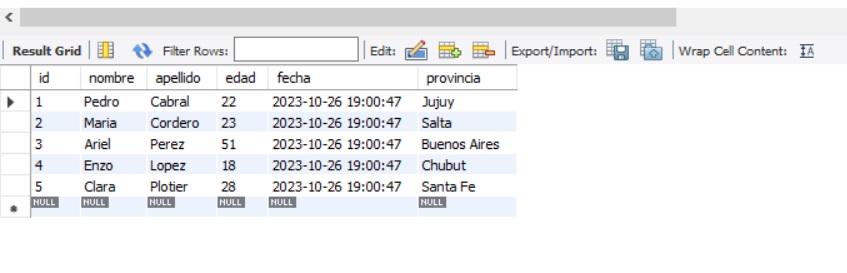 Result Grid Filter Rows: Edit: Export/Import: Wrap Cell Content: IA
id nombre apellido edad fecha provincia
1 Pedro Cabral 22 2023-10-26 19:00:47 Jujuy
2 Maria Cordero 23 2023-10-26 19:00:47 Salta
3 Ariel Perez 51 2023-10-26 19:00:47 Buenos Aires
4 Enzo Lopez 18 2023-10-26 19:00:47 Chubut
5 Clara Plotier 28 2023-10-26 19:00:47 Santa Fe
NULL NULL NULL NULL NULL NULL